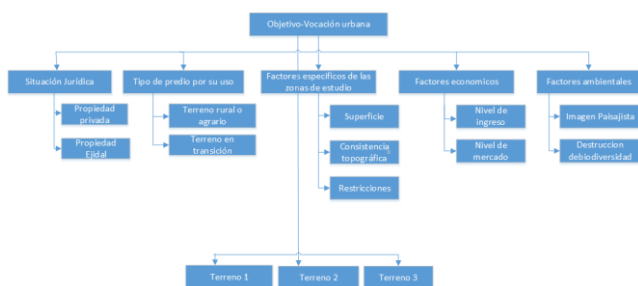 Objetivo-Vocación urbana
Situación Jurídica
Tipo de predio por su uso
Factores específicos de las
zonas de estudio
Factores economicos
Factores ambientales
Propiedad
privada
Propiedad
Ejidal
Terreno rural o
agrario
Terreno en
transición
Superficie
Consistencia
topográfica
Restricciones
Nivel de
ingreso
Nivel de
mercado
Imagen Paisajista
Destruccion
debiodiversidad
Terreno 1
Terreno 2
Terreno 3